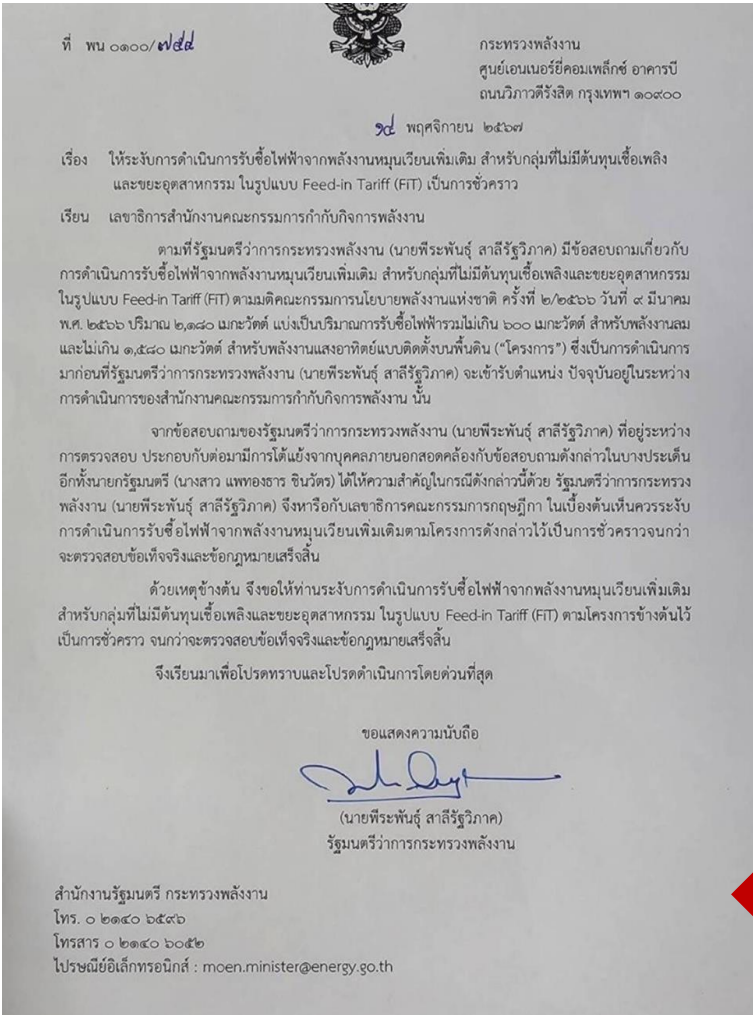 ที่ พน ๐๑๐๐/๗๕๔
กระทรวงพลังงาน
ศูนย์เอนเนอร์ยี่คอมเพล็กซ์ อาคารบี
ถนนวิภาวดีรังสิต กรุงเทพฯ ๑๐๙๐๐
พฤศจิกายน ๒๕๖๗
เรื่อง ให้ระงับการดำเนินการรับซื้อไฟฟ้าจากพลังงานหมุนเวียนเพิ่มเติม สำหรับกลุ่มที่ไม่มีต้นทุนเชื้อเพลิง
และขยะอุตสาหกรรม ในรูปแบบ Feed-in Tariff (FiT) เป็นการชั่วคราว
เรียน เลขาธิการสำนักงานคณะกรรมการกำกับกิจการพลังงาน
ตามที่รัฐมนตรีว่าการกระทรวงพลังงาน (นายพีระพันธุ์ สาลีรัฐวิภาค) มีข้อสอบถามเกี่ยวกับ
การดำเนินการรับซื้อไฟฟ้าจากพลังงานหมุนเวียนเพิ่มเติม สำหรับกลุ่มที่ไม่มีต้นทุนเชื้อเพลิงและขยะอุตสาหกรรม
ในรูปแบบ Feed-in Tariff (FiT) ตามมติคณะกรรมการนโยบายพลังงานแห่งชาติ ครั้งที่ ๒/๒๕๖๖ วันที่ ๙ มีนาคม
พ.ศ. ๒๕๖๖ ปริมาณ ๒,๑๘๐ เมกะวัตต์ แบ่งเป็นปริมาณการรับซื้อไฟฟ้ารวมไม่เกิน ๖๐๐ เมกะวัตต์ สำหรับพลังงานลม
และไม่เกิน ๑,๕๘๐ เมกะวัตต์ สำหรับพลังงานแสงอาทิตย์แบบติดตั้งบนพื้นดิน (“โครงการ”) ซึ่งเป็นการดำเนินการ
มาก่อนที่รัฐมนตรีว่าการกระทรวงพลังงาน (นายพีระพันธุ์ สาลีรัฐวิภาค) จะเข้ารับตำแหน่ง ปัจจุบันอยู่ในระหว่าง
การดำเนินการของสำนักงานคณะกรรมการกำกับกิจการพลังงาน นั้น
จากข้อสอบถามของรัฐมนตรีว่าการกระทรวงพลังงาน (นายพีระพันธุ์ สาลีรัฐวิภาค) ที่อยู่ระหว่าง
การตรวจสอบ ประกอบกับต่อมามีการโต้แย้งจากบุคคลภายนอกสอดคล้องกับข้อสอบถามดังกล่าวในบางประเด็น
อีกทั้งนายกรัฐมนตรี (นางสาว แพทองธาร ชินวัตร) ได้ให้ความสำคัญในกรณีดังกล่าวนี้ด้วย รัฐมนตรีว่าการกระทรวง
พลังงาน (นายพีระพันธุ์ สาลีรัฐวิภาค) จึงหารือกับเลขาธิการคณะกรรมการกฤษฎีกา ในเบื้องต้นเห็นควรระงับ
การดำเนินการรับซื้อไฟฟ้าจากพลังงานหมุนเวียนเพิ่มเติมตามโครงการดังกล่าวไว้เป็นการชั่วคราวจนกว่า
จะตรวจสอบข้อเท็จจริงและข้อกฎหมายเสร็จสิ้น
ด้วยเหตุข้างต้น จึงขอให้ท่านระงับการดำเนินการรับซื้อไฟฟ้าจากพลังงานหมุนเวียนเพิ่มเติม
สำหรับกลุ่มที่ไม่มีต้นทุนเชื้อเพลิงและขยะอุตสาหกรรม ในรูปแบบ Feed-in Tariff (FiT) ตามโครงการข้างต้นไว้
เป็นการชั่วคราว จนกว่าจะตรวจสอบข้อเท็จจริงและข้อกฎหมายเสร็จสิ้น
จึงเรียนมาเพื่อโปรดทราบและโปรดดำเนินการโดยด่วนที่สุด
ขอแสดงความนับถือ
(นายพีระพันธุ์ สาลีรัฐวิภาค)
รัฐมนตรีว่าการกระทรวงพลังงาน
สำนักงานรัฐมนตรี กระทรวงพลังงาน
โทร. ๐ ๒๑๔๐ ๖๕๙๖
โทรสาร ๐ ๒๑๔๐ ๖๐๕๒
ไปรษณีย์อิเล็กทรอนิกส์ : moen.minister@energy.go.th